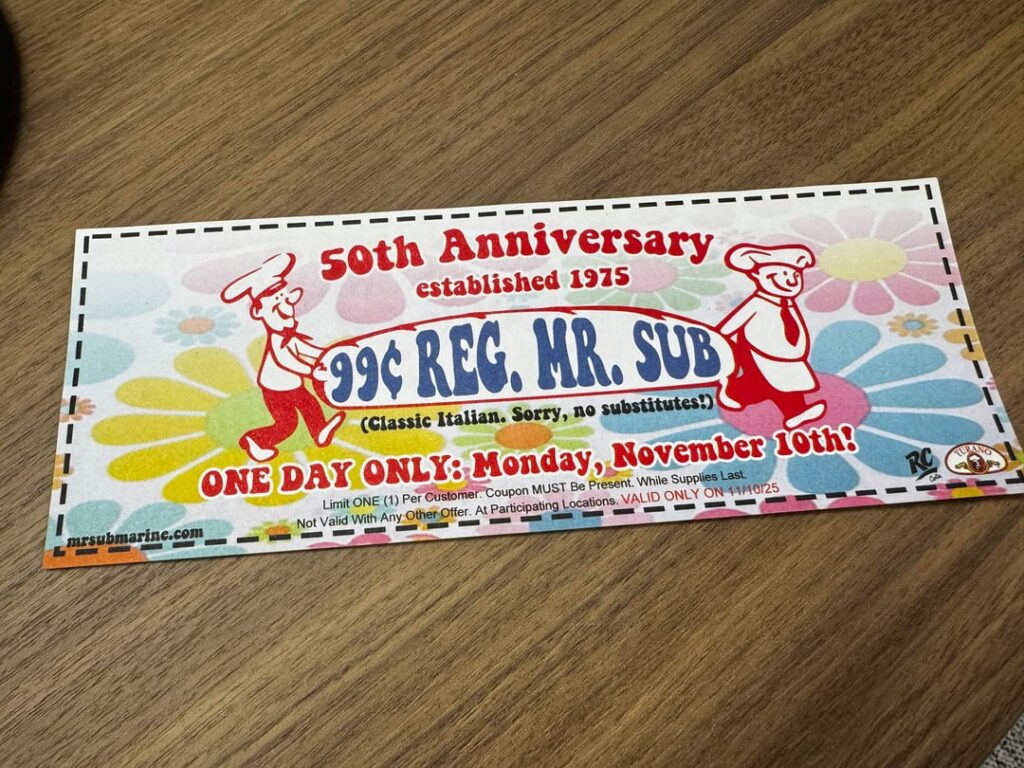 50th Anniversary
established 1975
99¢ REG. MR. SUB
(Classic Italian. Sorry, no substitutes!)
ONE DAY ONLY: Monday, November 10th!
Limit ONE (1) Per Customer. Coupon MUST Be Present. While Supplies Last.
Not Valid With Any Other Offer. At Participating Locations. VALID ONLY ON 11/10/25
mrsubmarine.com
RC
Cola
TURANO